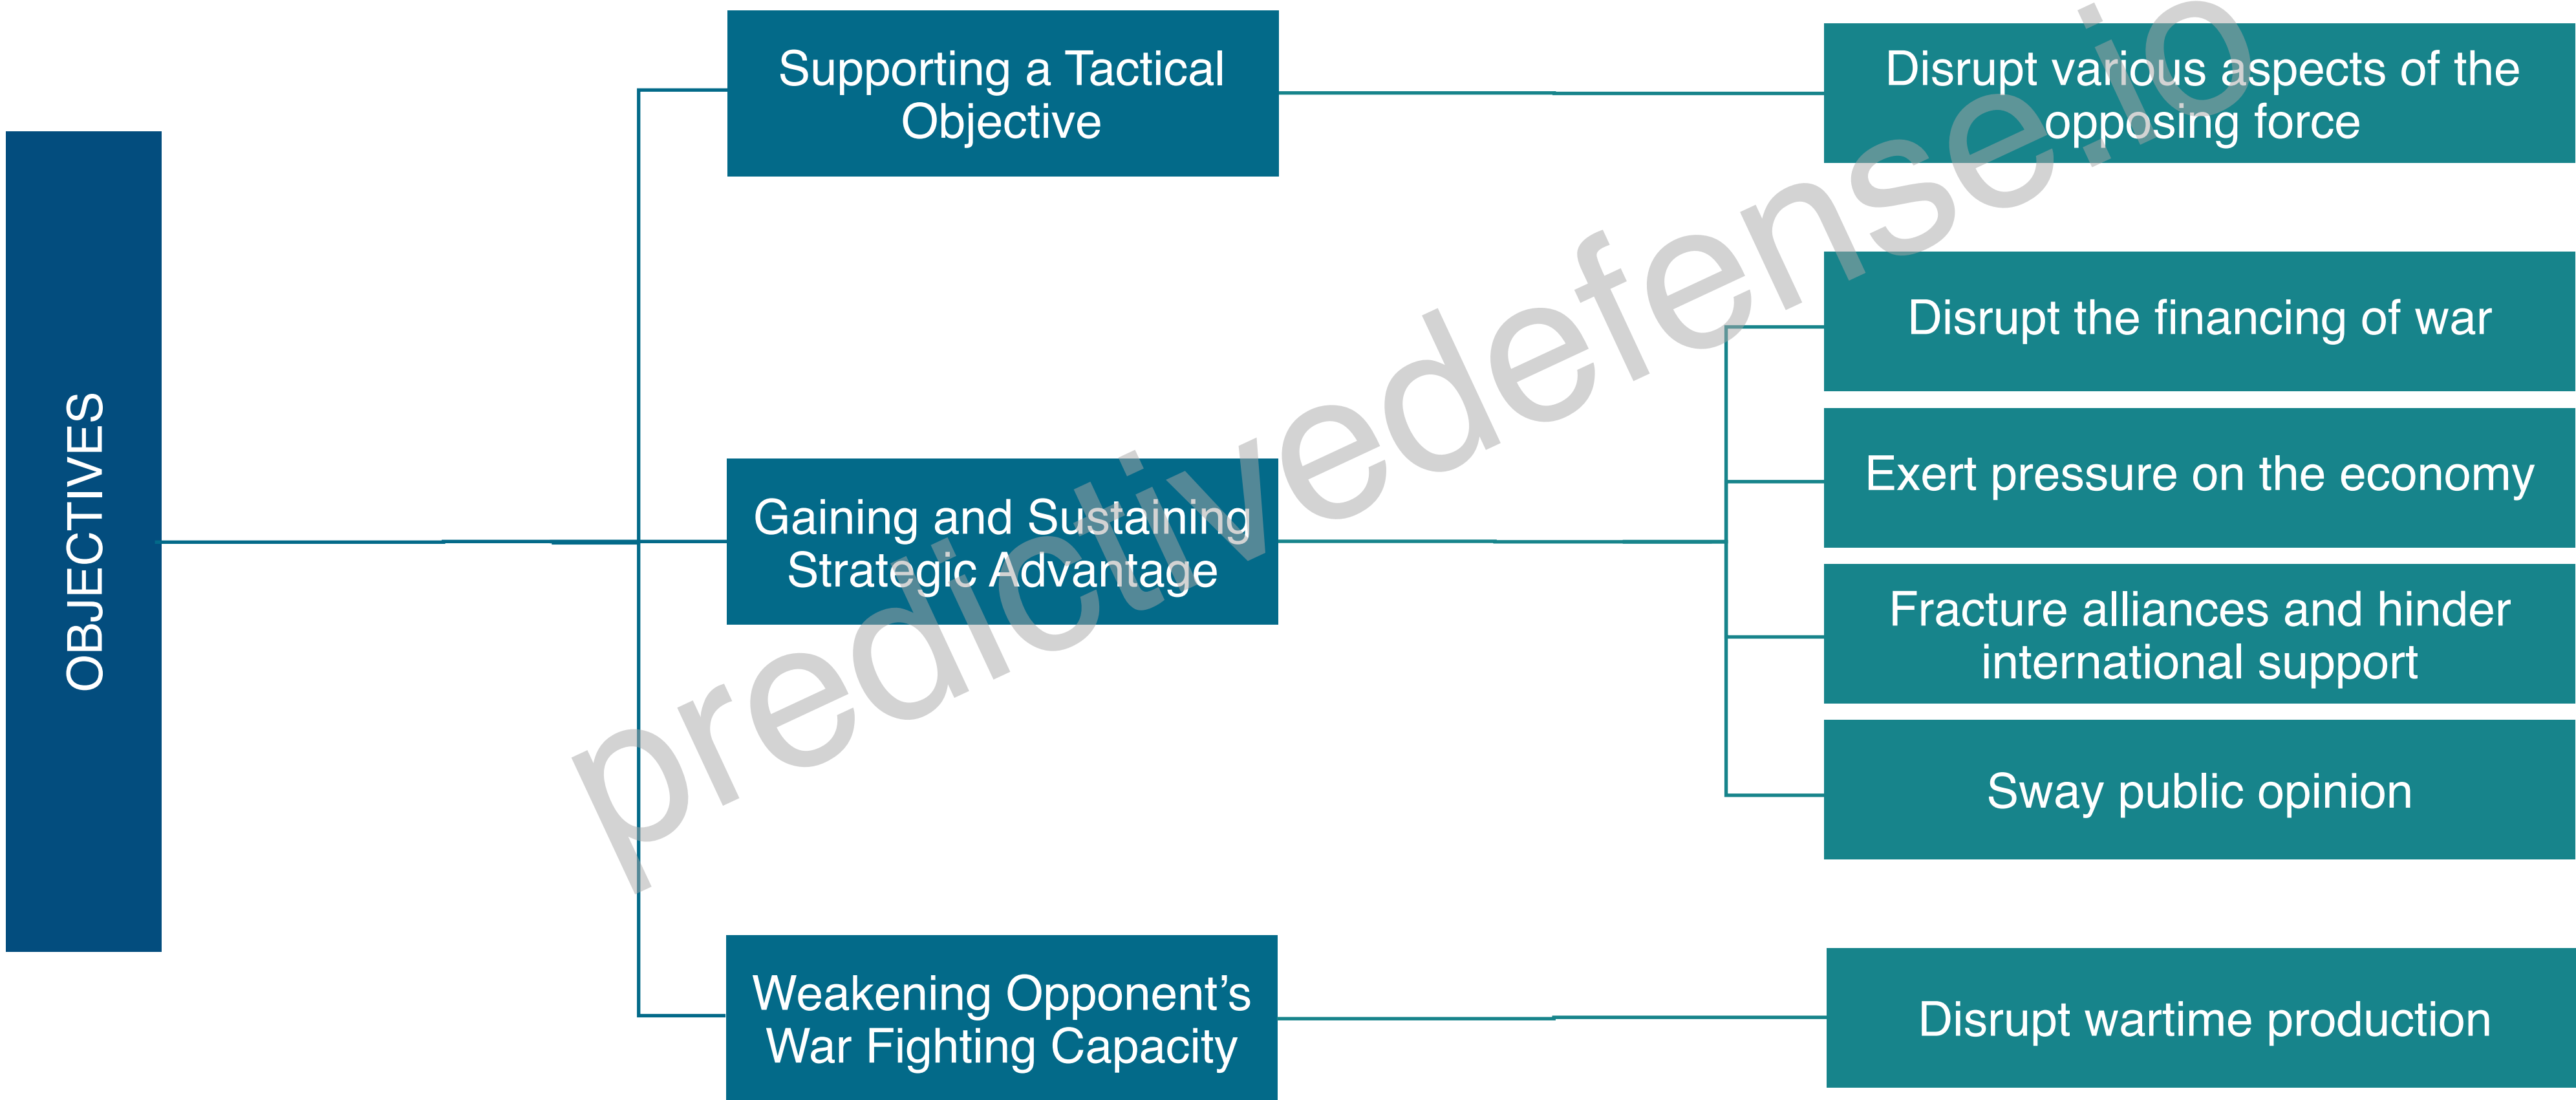 OBJECTIVES
Supporting a Tactical
Objective
Disrupt various aspects of the
opposing force
Gaining and Sustaining
Strategic Advantage
Disrupt the financing of war
Exert pressure on the economy
Fracture alliances and hinder
international support
Sway public opinion
Weakening Opponent’s
War Fighting Capacity
Disrupt wartime production
predictivedefense.io